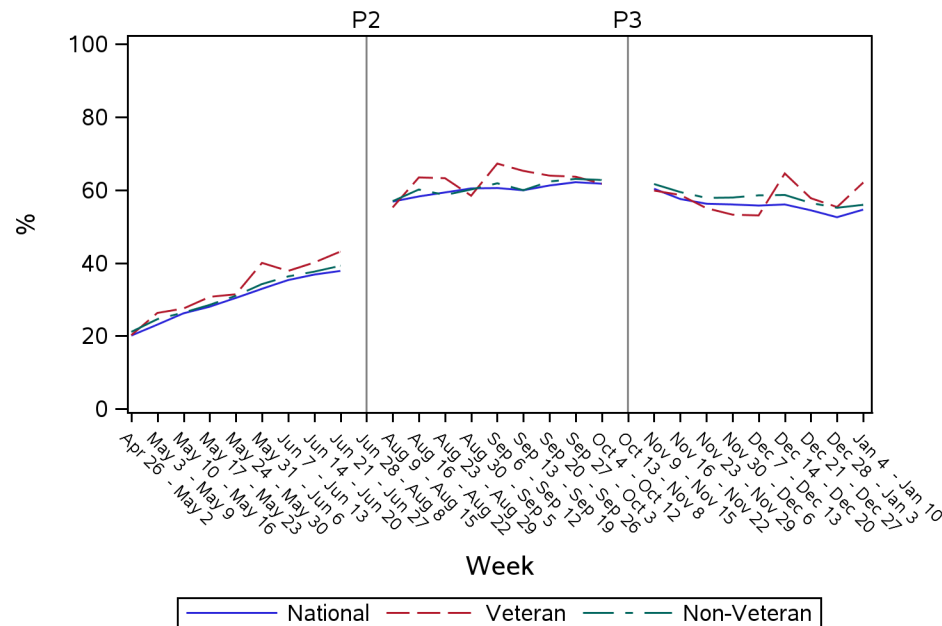 P2
P3
100
80
60
40
20
0
%
Apr 26 - May 2
May 3 - May 9
May 10 - May 16
May 17 - May 23
May 24 - May 30
May 31 - Jun 6
Jun 7 - Jun 13
Jun 14 - Jun 20
Jun 21 - Jun 27
Jun 28 - Aug 8
Aug 9 - Aug 15
Aug 16 - Aug 22
Aug 23 - Aug 29
Aug 30 - Sep 5
Sep 6 - Sep 12
Sep 13 - Sep 19
Sep 20 - Sep 26
Sep 27 - Oct 3
Oct 4 - Oct 12
Oct 13 - Nov 8
Nov 9 - Nov 15
Nov 16 - Nov 22
Nov 23 - Nov 29
Nov 30 - Dec 6
Dec 7 - Dec 13
Dec 14 - Dec 20
Dec 21 - Dec 27
Dec 28 - Jan 3
Jan 4 - Jan 10
Week
National Veteran Non-Veteran